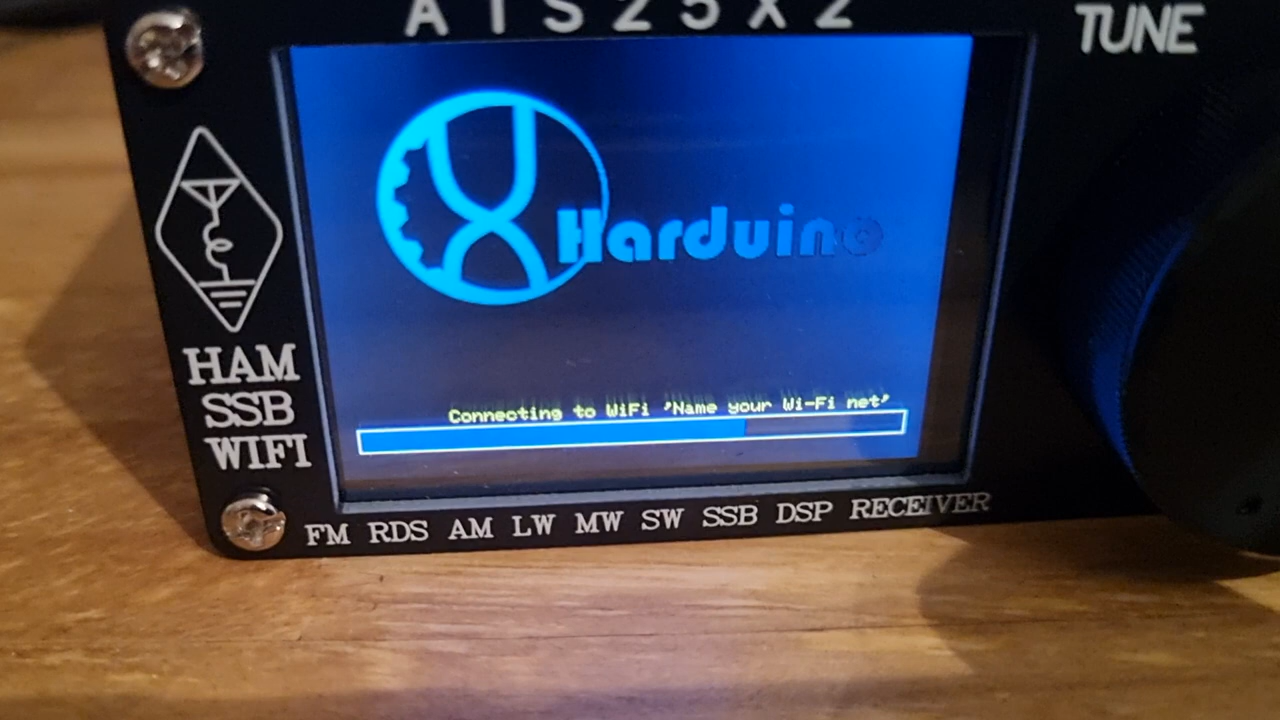 ATS25X2
TUNE
Harduino
HAM
SSB
WIFI
Connecting to WiFi 'Name your Wi-Fi net'
FM RDS AM LW MW SW SSB DSP RECEIVER